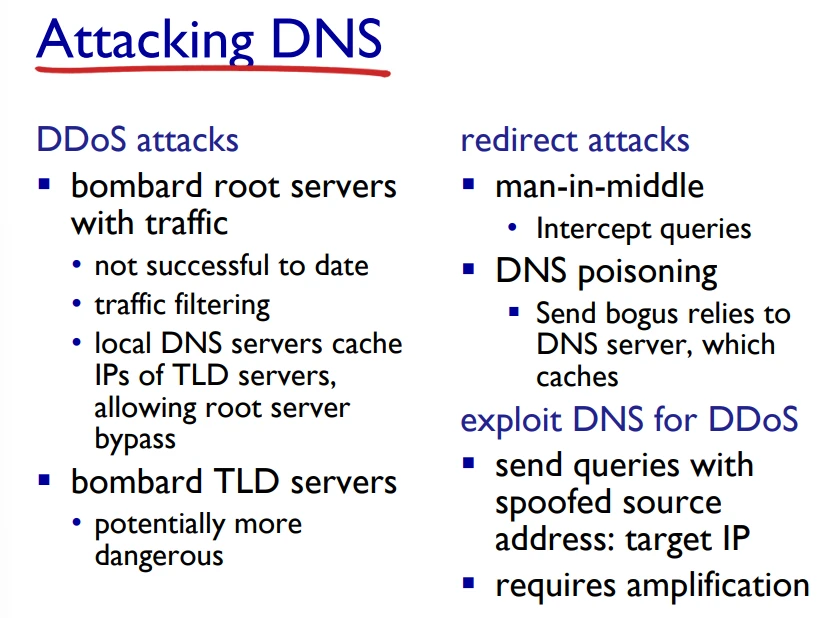 Attacking DNS
DDoS attacks
▪ bombard root servers
with traffic
• not successful to date
• traffic filtering
• local DNS servers cache
IPs of TLD servers,
allowing root server
bypass
▪ bombard TLD servers
• potentially more
dangerous
redirect attacks
▪ man-in-middle
• Intercept queries
▪ DNS poisoning
▪ Send bogus relies to
DNS server, which
caches
exploit DNS for DDoS
▪ send queries with
spoofed source
address: target IP
▪ requires amplification